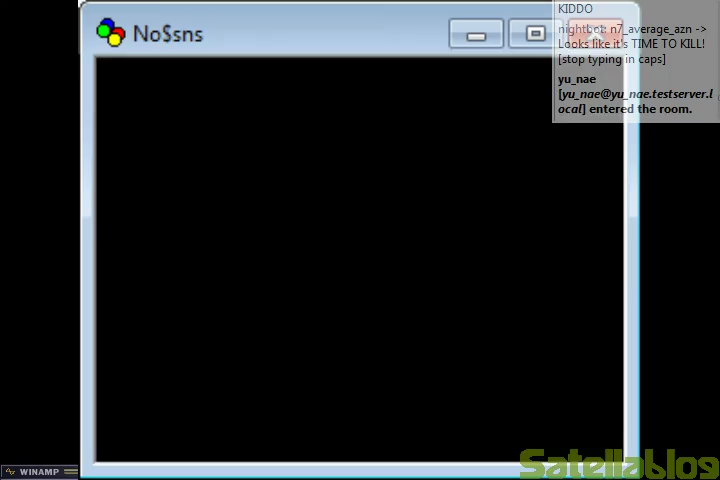 No$sns
KIDDO
nightbot: n7_average_azn ->
Looks like it's TIME TO KILL!
[stop typing in caps]
yu_nae
[yu_nae@yu_nae.testserver.l
ocal] entered the room.
WINAMP
Satellablog